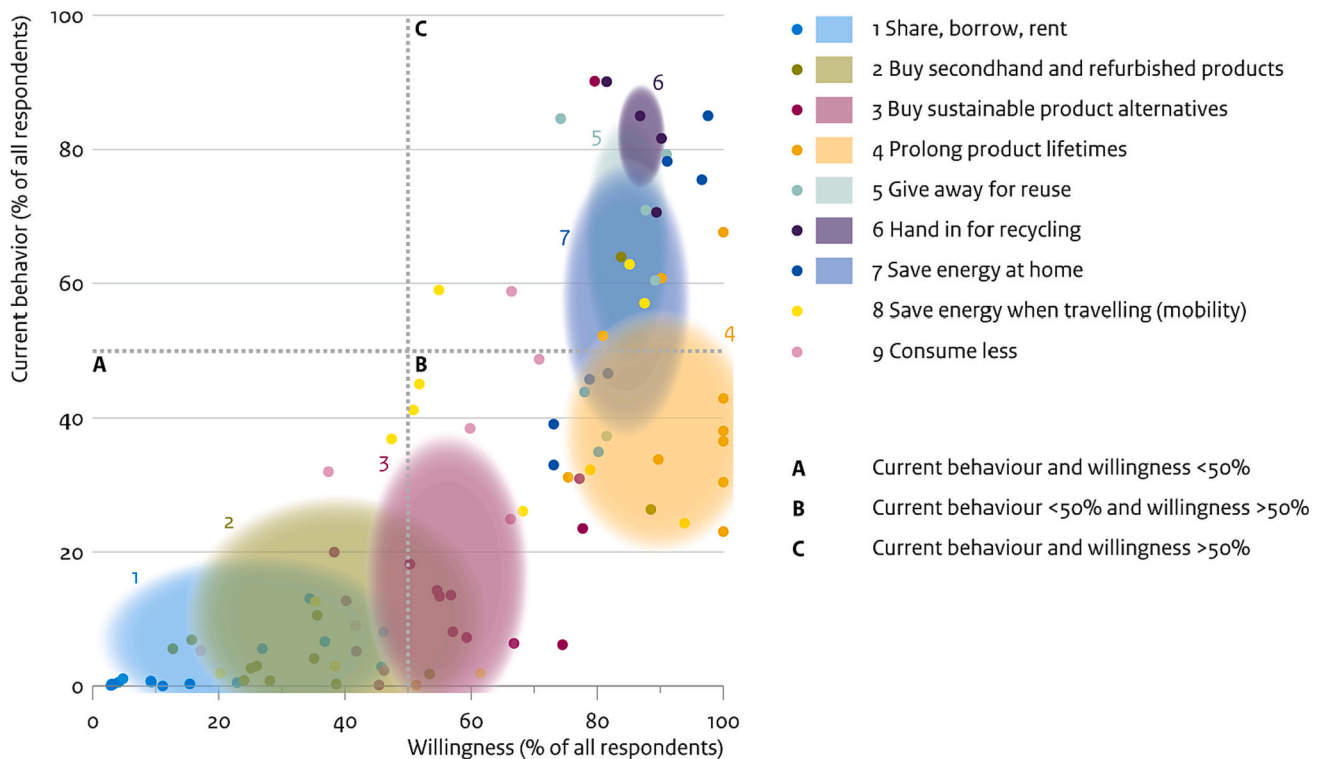 Current behavior (% of all respondents)
100
80
60
40
20
0
0
20
40
60
80
100
Willingness (% of all respondents)
C
A
B
1
2
3
4
5
6
7
1 Share, borrow, rent
2 Buy secondhand and refurbished products
3 Buy sustainable product alternatives
4 Prolong product lifetimes
5 Give away for reuse
6 Hand in for recycling
7 Save energy at home
8 Save energy when travelling (mobility)
9 Consume less
A Current behaviour and willingness <50%
B Current behaviour <50% and willingness >50%
C Current behaviour and willingness >50%